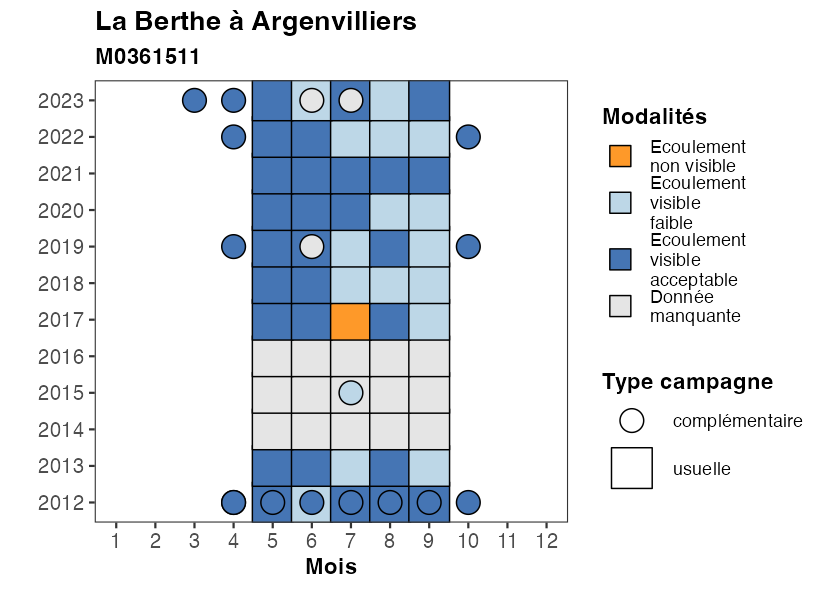 La Berthe à Argenvilliers
M0361511
2023
2022
2021
2020
2019
2018
2017
2016
2015
2014
2013
2012
1 2 3 4 5 6 7 8 9 10 11 12
Mois
Modalités
Ecoulement
non visible
Ecoulement
visible
faible
Ecoulement
visible
acceptable
Donnée
manquante
Type campagne
complémentaire
usuelle